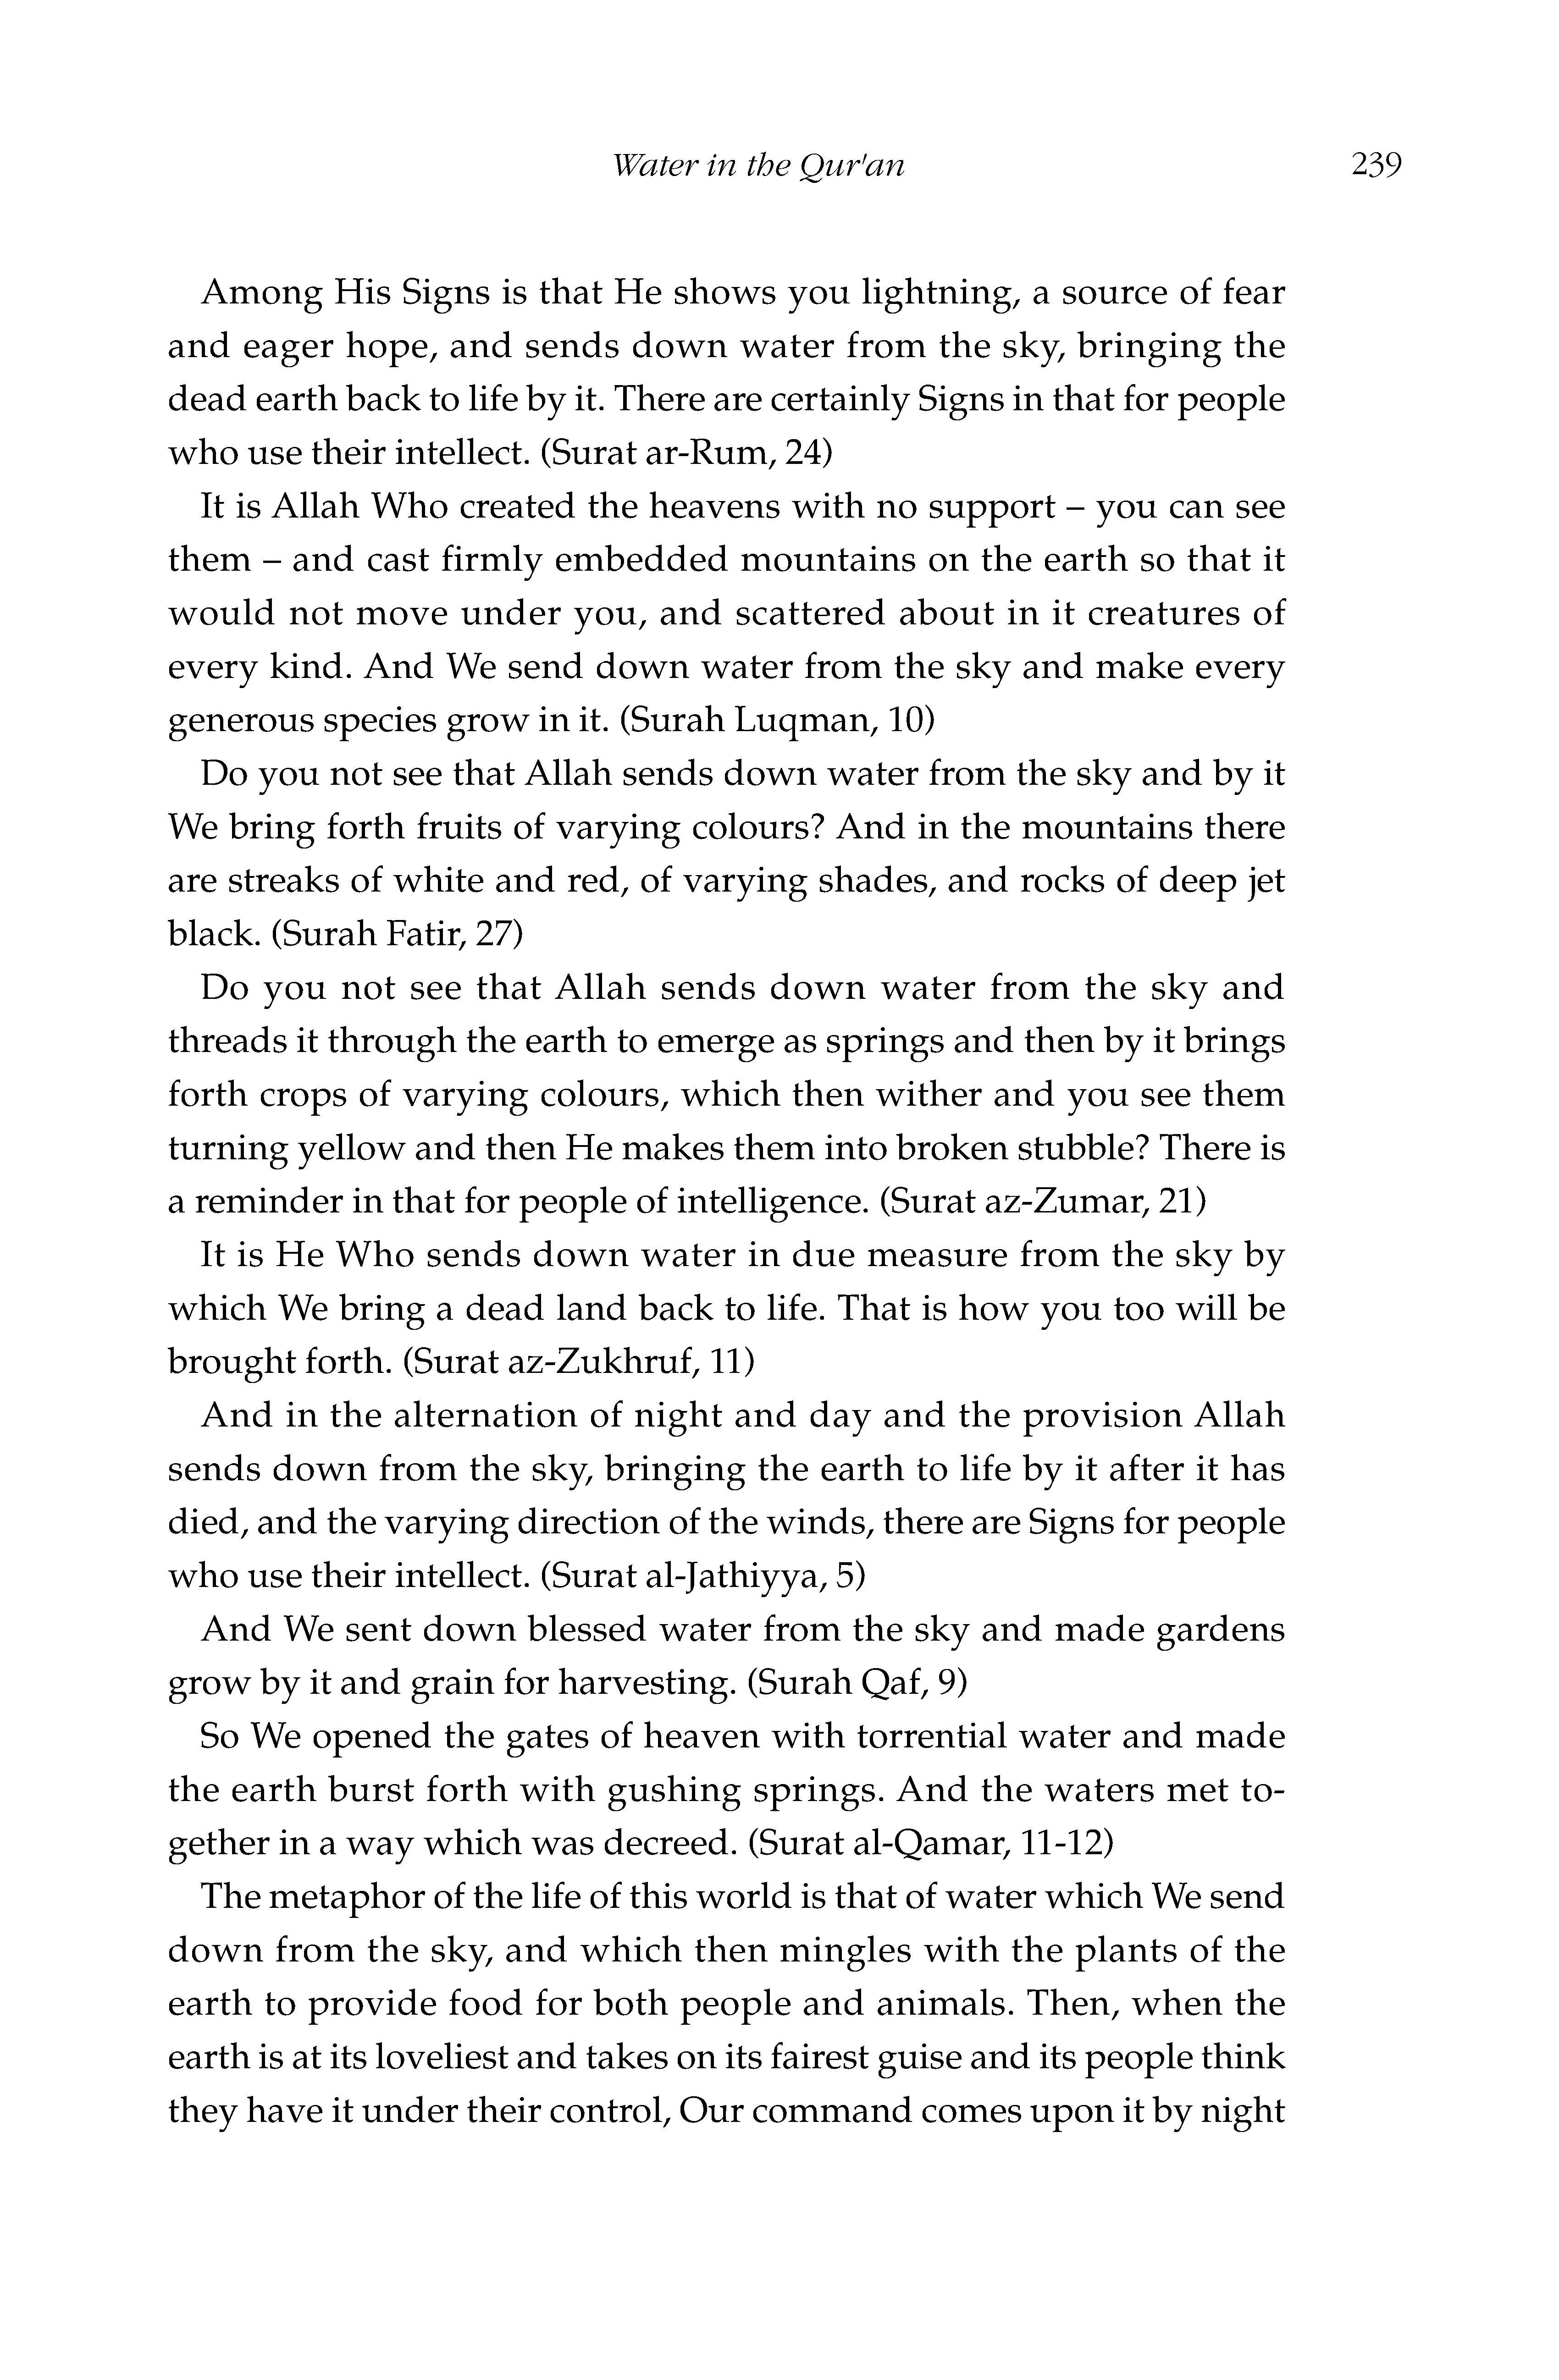 Water in the Qur'an 239
Among His Signs is that He shows you lightning, a source of fear
and eager hope, and sends down water from the sky, bringing the
dead earth back to life by it. There are certainly Signs in that for people
who use their intellect. (Surat ar-Rum, 24)
It is Allah Who created the heavens with no support – you can see
them – and cast firmly embedded mountains on the earth so that it
would not move under you, and scattered about in it creatures of
every kind. And We send down water from the sky and make every
generous species grow in it. (Surah Luqman, 10)
Do you not see that Allah sends down water from the sky and by it
We bring forth fruits of varying colours? And in the mountains there
are streaks of white and red, of varying shades, and rocks of deep jet
black. (Surah Fatir, 27)
Do you not see that Allah sends down water from the sky and
threads it through the earth to emerge as springs and then by it brings
forth crops of varying colours, which then wither and you see them
turning yellow and then He makes them into broken stubble? There is
a reminder in that for people of intelligence. (Surat az-Zumar, 21)
It is He Who sends down water in due measure from the sky by
which We bring a dead land back to life. That is how you too will be
brought forth. (Surat az-Zukhruf, 11)
And in the alternation of night and day and the provision Allah
sends down from the sky, bringing the earth to life by it after it has
died, and the varying direction of the winds, there are Signs for people
who use their intellect. (Surat al-Jathiyya, 5)
And We sent down blessed water from the sky and made gardens
grow by it and grain for harvesting. (Surah Qaf, 9)
So We opened the gates of heaven with torrential water and made
the earth burst forth with gushing springs. And the waters met to-
gether in a way which was decreed. (Surat al-Qamar, 11-12)
The metaphor of the life of this world is that of water which We send
down from the sky, and which then mingles with the plants of the
earth to provide food for both people and animals. Then, when the
earth is at its loveliest and takes on its fairest guise and its people think
they have it under their control, Our command comes upon it by night